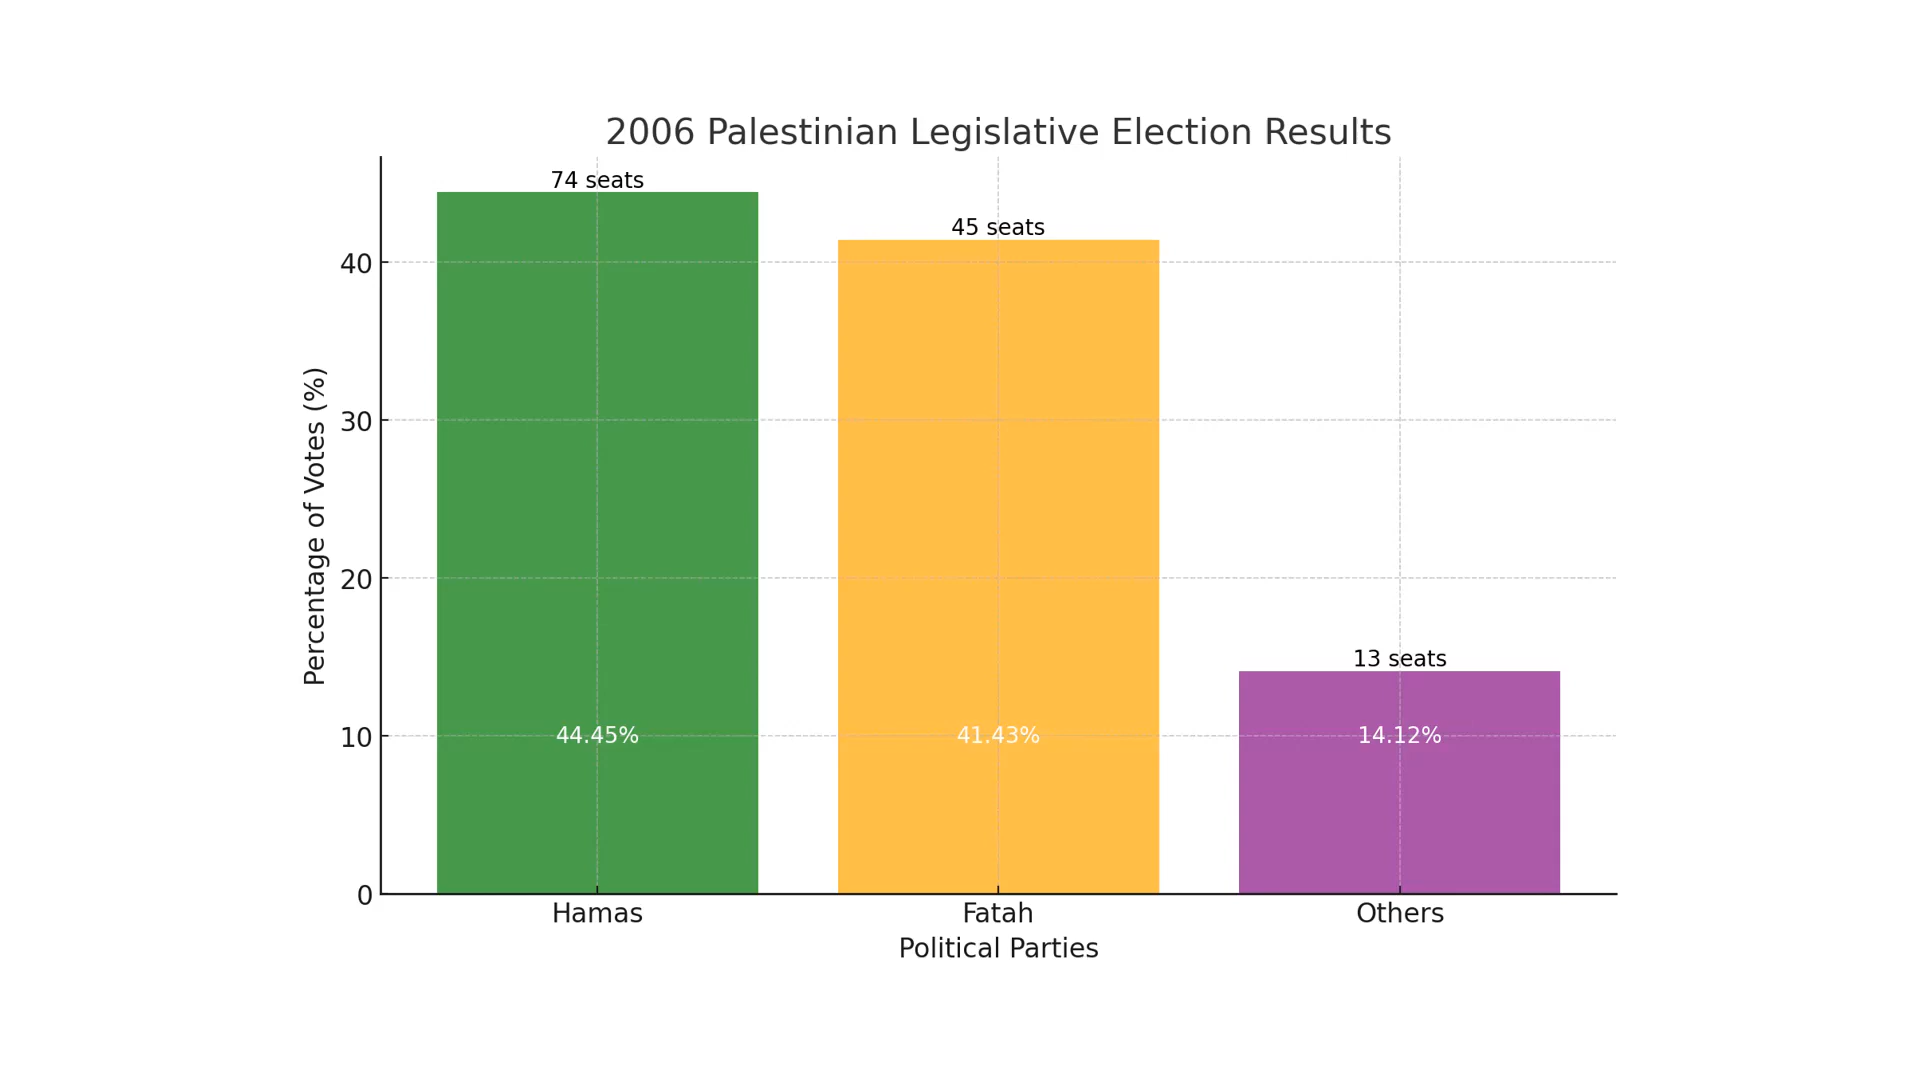 2006 Palestinian Legislative Election Results
74 seats
45 seats
13 seats
Percentage of Votes (%)
40
30
20
10
0
44.45%
41.43%
14.12%
Hamas
Fatah
Others
Political Parties